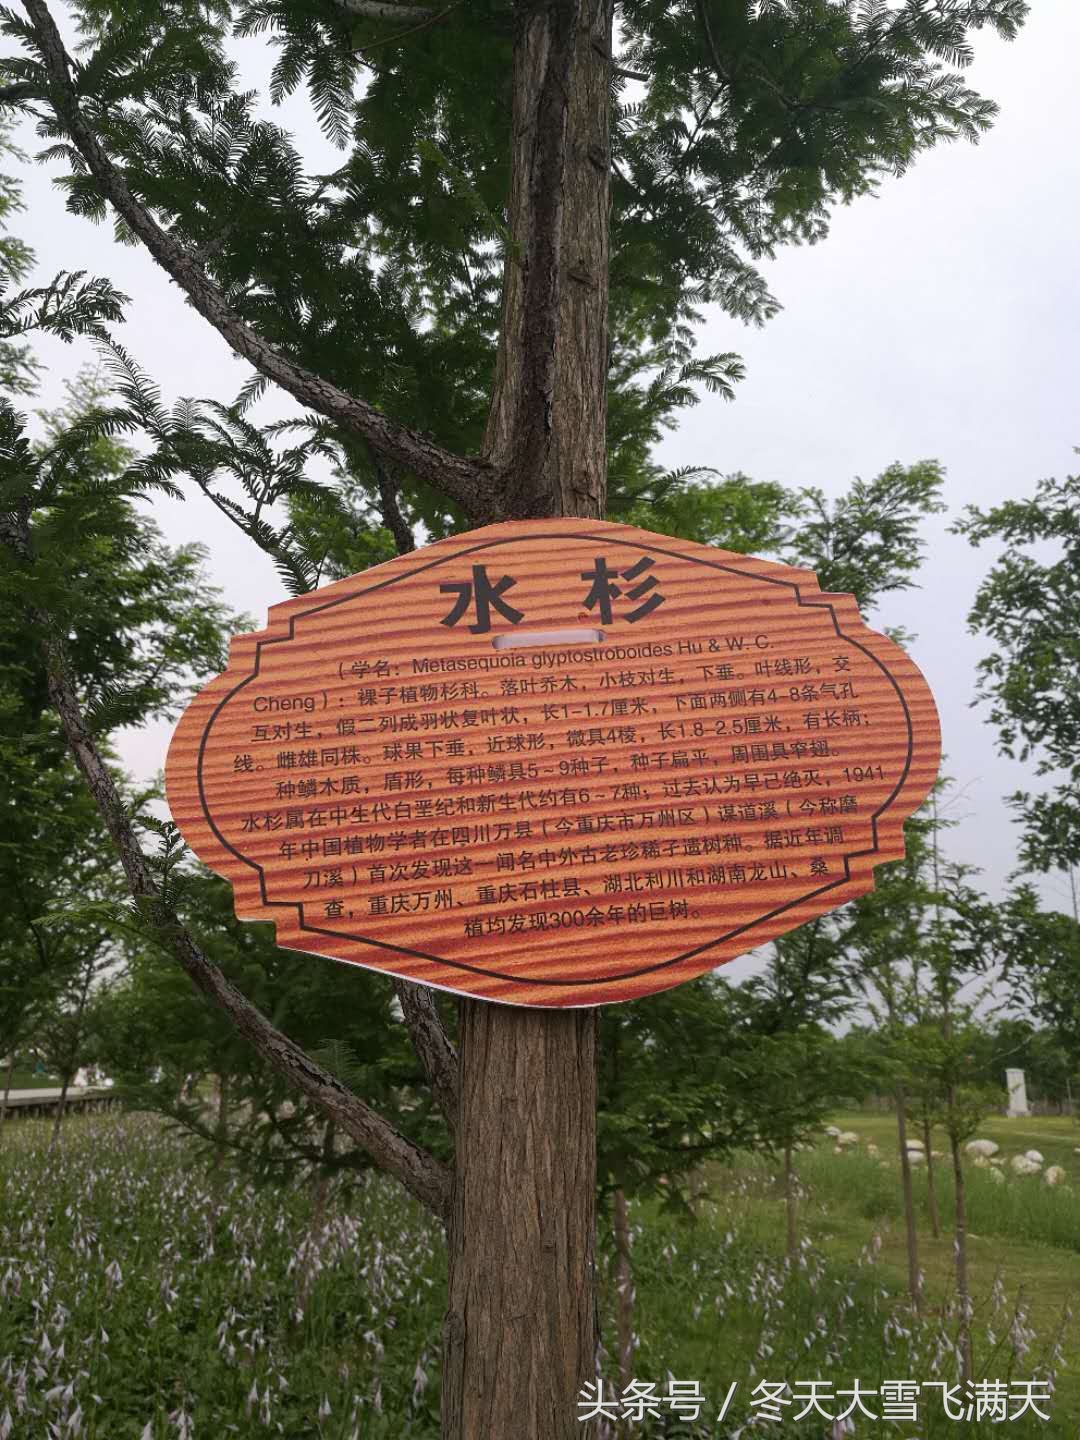 水 杉
（学名：Metasequoia glyptostroboides Hu & W. C.
Cheng）：裸子植物杉科。落叶乔木，小枝对生，下垂。叶线形，交
互对生，假二列成羽状复叶状，长1-1.7厘米，下面两侧有4-8条气孔
线。雌雄同株。球果下垂，近球形，微具4棱，长1.8-2.5厘米，有长柄；
种鳞木质，盾形，每种鳞具5～9种子，种子扁平，周围具窄翅。
水杉属在中生代白垩纪和新生代约有6～7种；过去认为早已绝灭，1941
年中国植物学者在四川万县（今重庆市万州区）谋道溪（今称磨
刀溪）首次发现这一闻名中外古老珍稀孑遗树种。据近年调
查，重庆万州、重庆石柱县、湖北利川和湖南龙山、桑
植均发现300余年的巨树。
头条号 / 冬天大雪飞满天